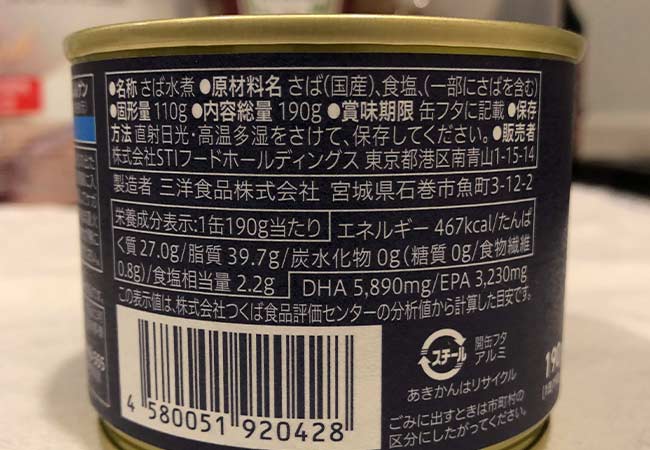 ●名称 さば水煮 ●原材料名 さば(国産)、食塩、(一部にさばを含む)
●固形量 110g ●内容総量 190g ●賞味期限 缶フタに記載 ●保存
方法 直射日光・高温多湿をさけて、保存してください。 ●販売者
株式会社STIフードホールディングス 東京都港区南青山1-15-14
製造者 三洋食品株式会社 宮城県石巻市魚町3-12-2
栄養成分表示:1缶190g当たり エネルギー 467kcal/たんぱ
く質 27.0g/脂質 39.7g/炭水化物 0g(糖質 0g/食物繊維
0.8g)/食塩相当量 2.2g DHA 5,890mg/EPA 3,230mg
この表示値は、株式会社つくば食品評価センターの分析値から計算した目安です。
スチール
開缶フタ
アルミ
あきかんはリサイクル
ごみに出すときは市町村の
区分にしたがってください。
4 580051 920428
190